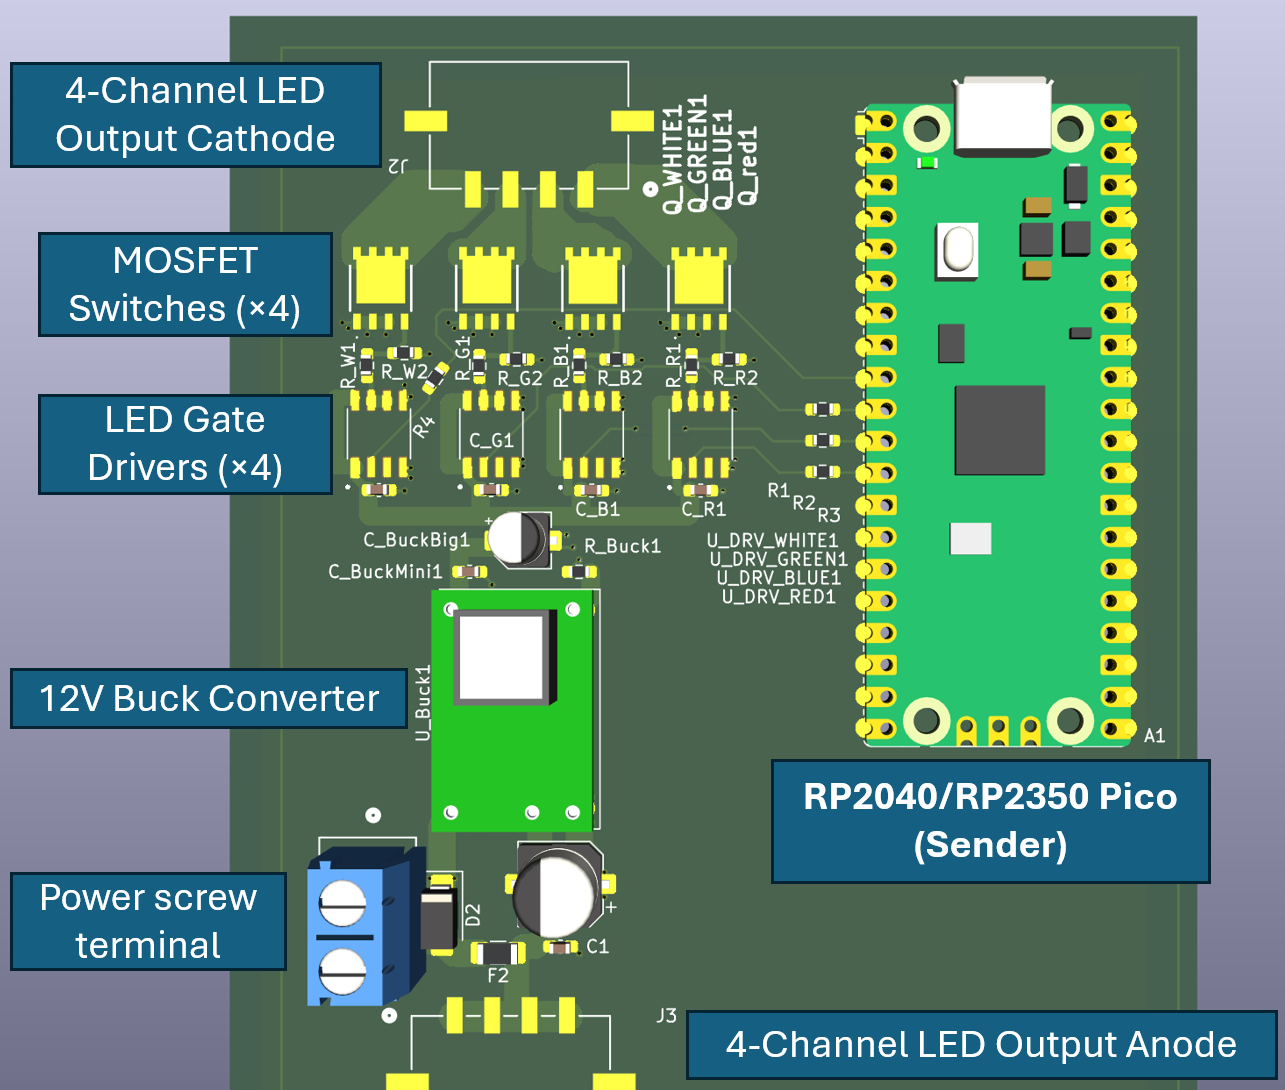 4-Channel LED
Output Cathode
J2
Q_WHITE1
Q_GREEN1
Q_BLUE1
Q_red1
MOSFET
Switches (×4)
R_W1
R_W2
R_G1
R_G2
R_B1
R_B2
R_R1
R_R2
LED Gate
Drivers (×4)
R4
C_G1
C_B1
C_R1
R1
R2
R3
C_BuckBig1
+
R_Buck1
C_BuckMini1
U_DRV_WHITE1
U_DRV_GREEN1
U_DRV_BLUE1
U_DRV_RED1
12V Buck Converter
U_Buck1
A1
RP2040/RP2350 Pico
(Sender)
Power screw
terminal
D2
+
C1
F2
J3
4-Channel LED Output Anode